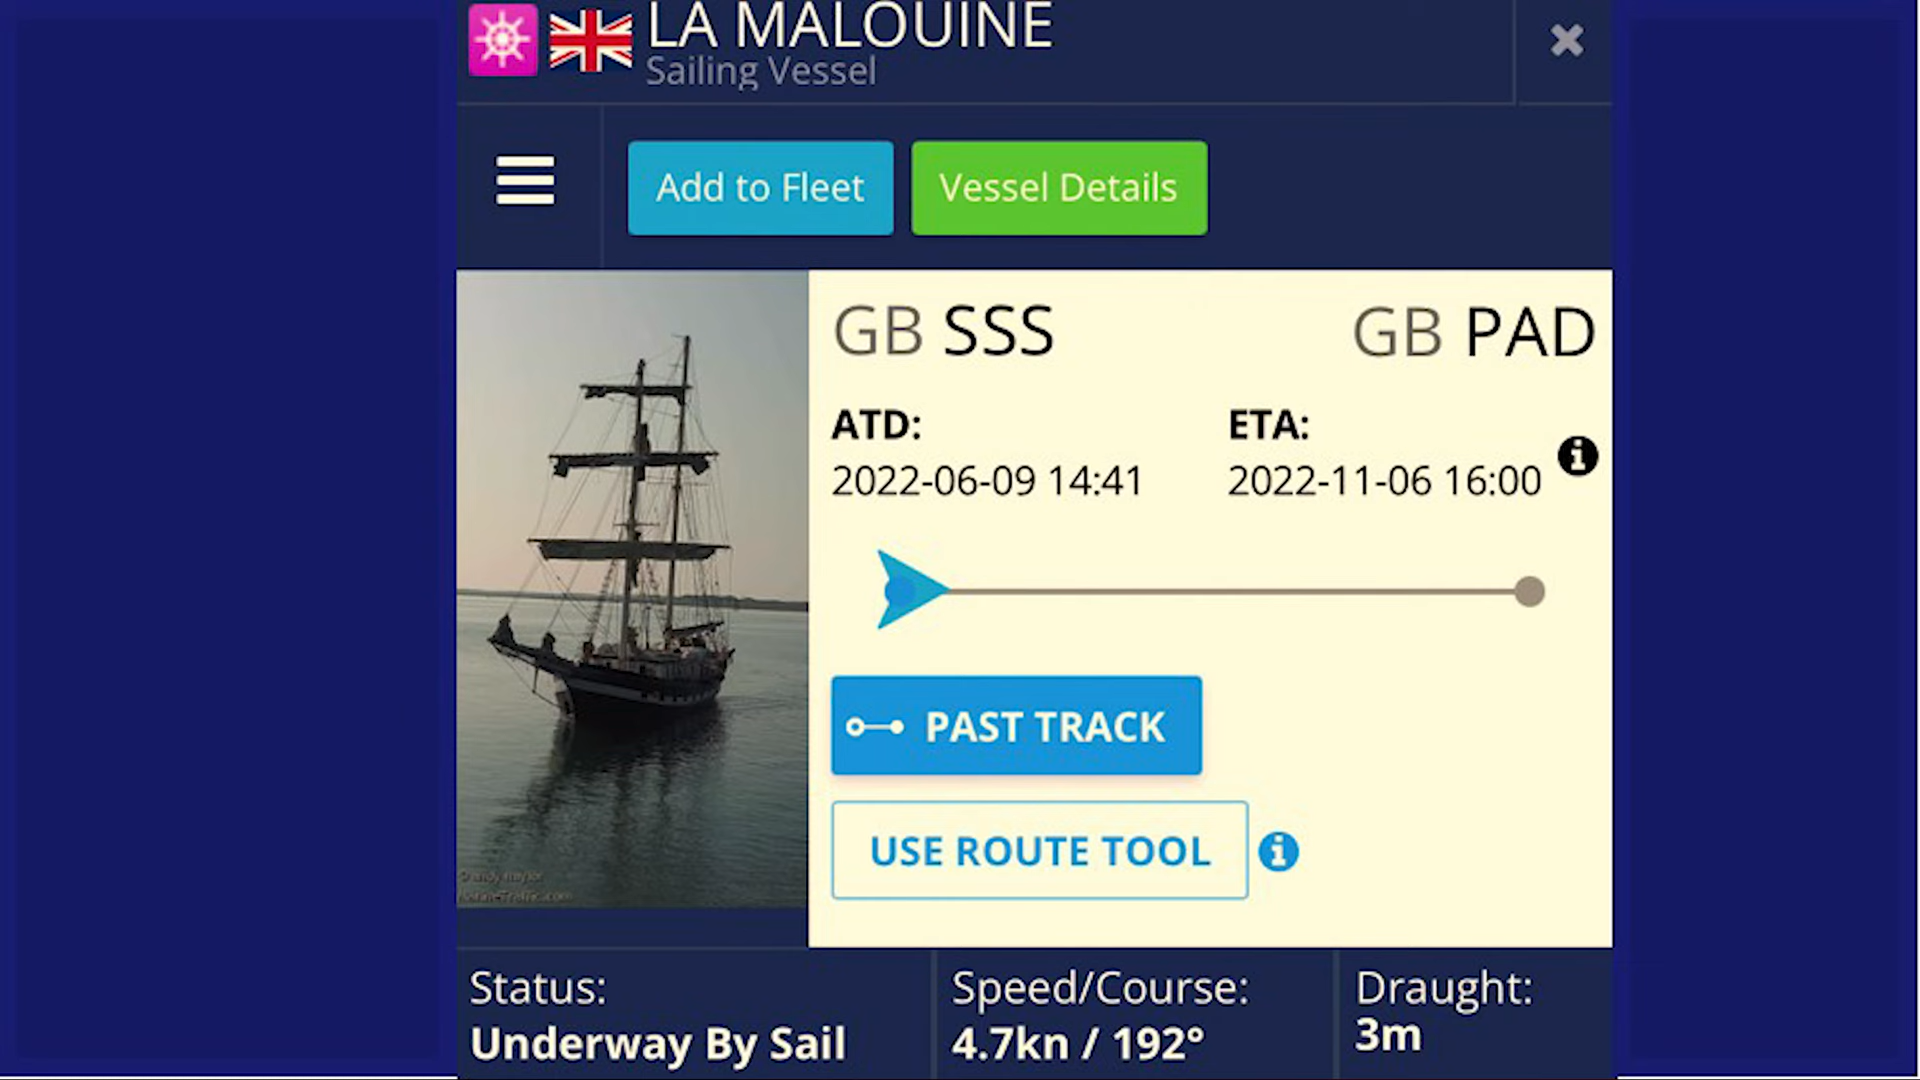 LA MALOUINE
Sailing Vessel
Add to Fleet
Vessel Details
GB SSS
GB PAD
ATD:
ETA:
2022-06-09 14:41
2022-11-06 16:00
PAST TRACK
USE ROUTE TOOL
Status:
Speed/Course:
Draught:
Underway By Sail
4.7kn / 192°
3m